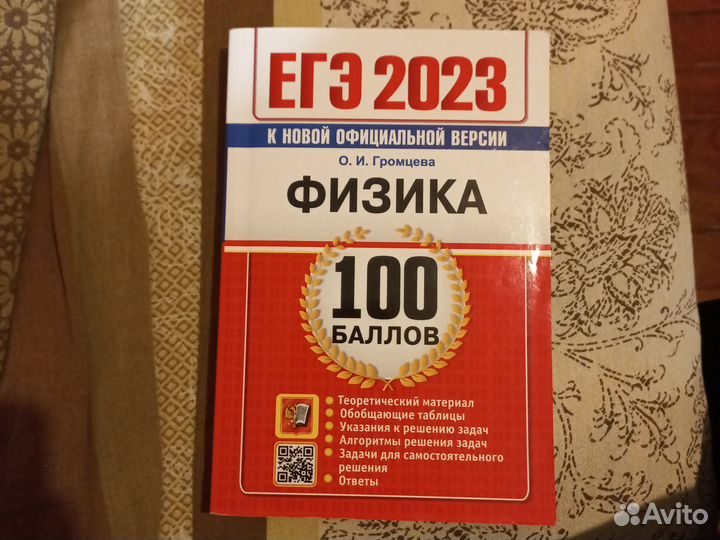 ЕГЭ 2023
К НОВОЙ ОФИЦИАЛЬНОЙ ВЕРСИИ
О. И. Громцева
ФИЗИКА
100
БАЛЛОВ
• Теоретический материал
• Обобщающие таблицы
• Указания к решению задач
• Алгоритмы решения задач
• Задачи для самостоятельного
решения
• Ответы
Avito